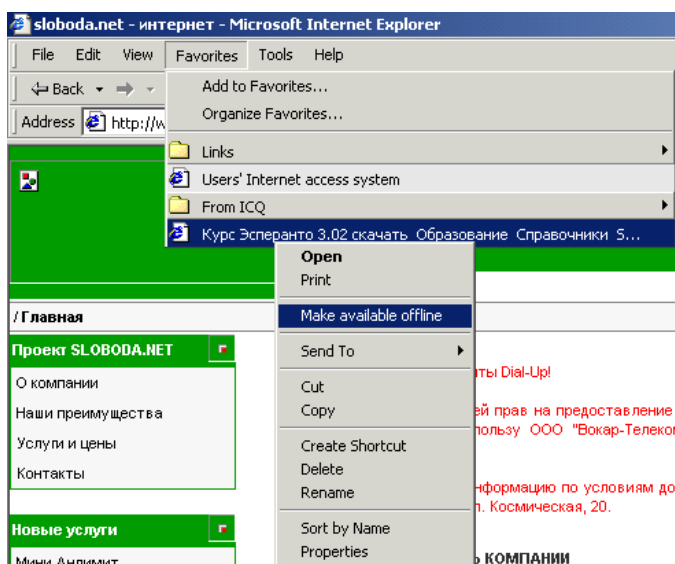 sloboda.net - интернет - Microsoft Internet Explorer
File Edit View Favorites Tools Help
Back
Add to Favorites...
Organize Favorites...
Address http://w
Links
Users' Internet access system
From ICQ
Курс Эсперанто 3.02 скачать Образование Справочники S...
Open
Print
Make available offline
Send To
Cut
Copy
Create Shortcut
Delete
Rename
Sort by Name
Properties
/ Главная
Проект SLOBODA.NET
О компании
Наши преимущества
Услуги и цены
Контакты
Новые услуги
Мини Анлимит
ты Dial-Up!
ей прав на предоставление
пользу ООО "Вокар-Телеком
нформацию по условиям до
л. Космическая, 20.
КОМПАНИИ